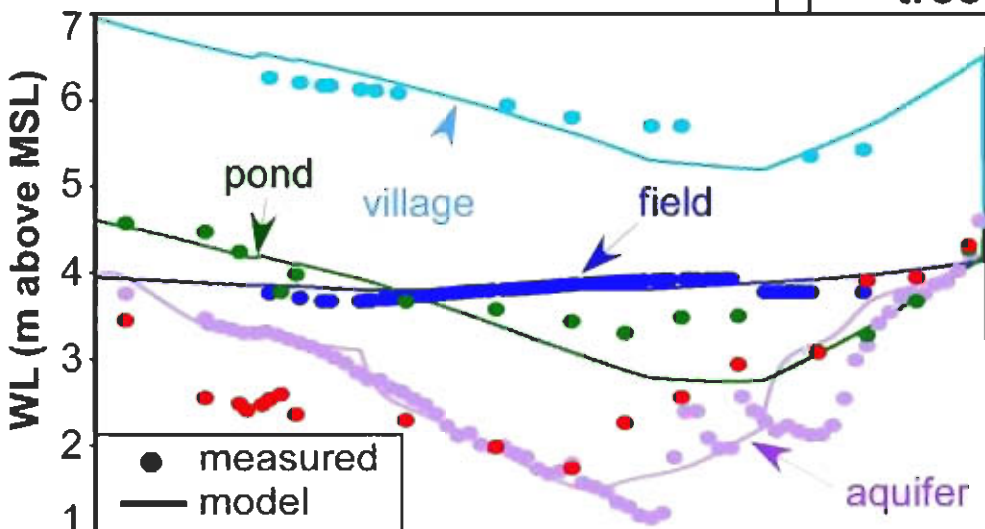 7
6
5
4
3
2
1
WL (m above MSL)
pond
village
field
aquifer
measured
model